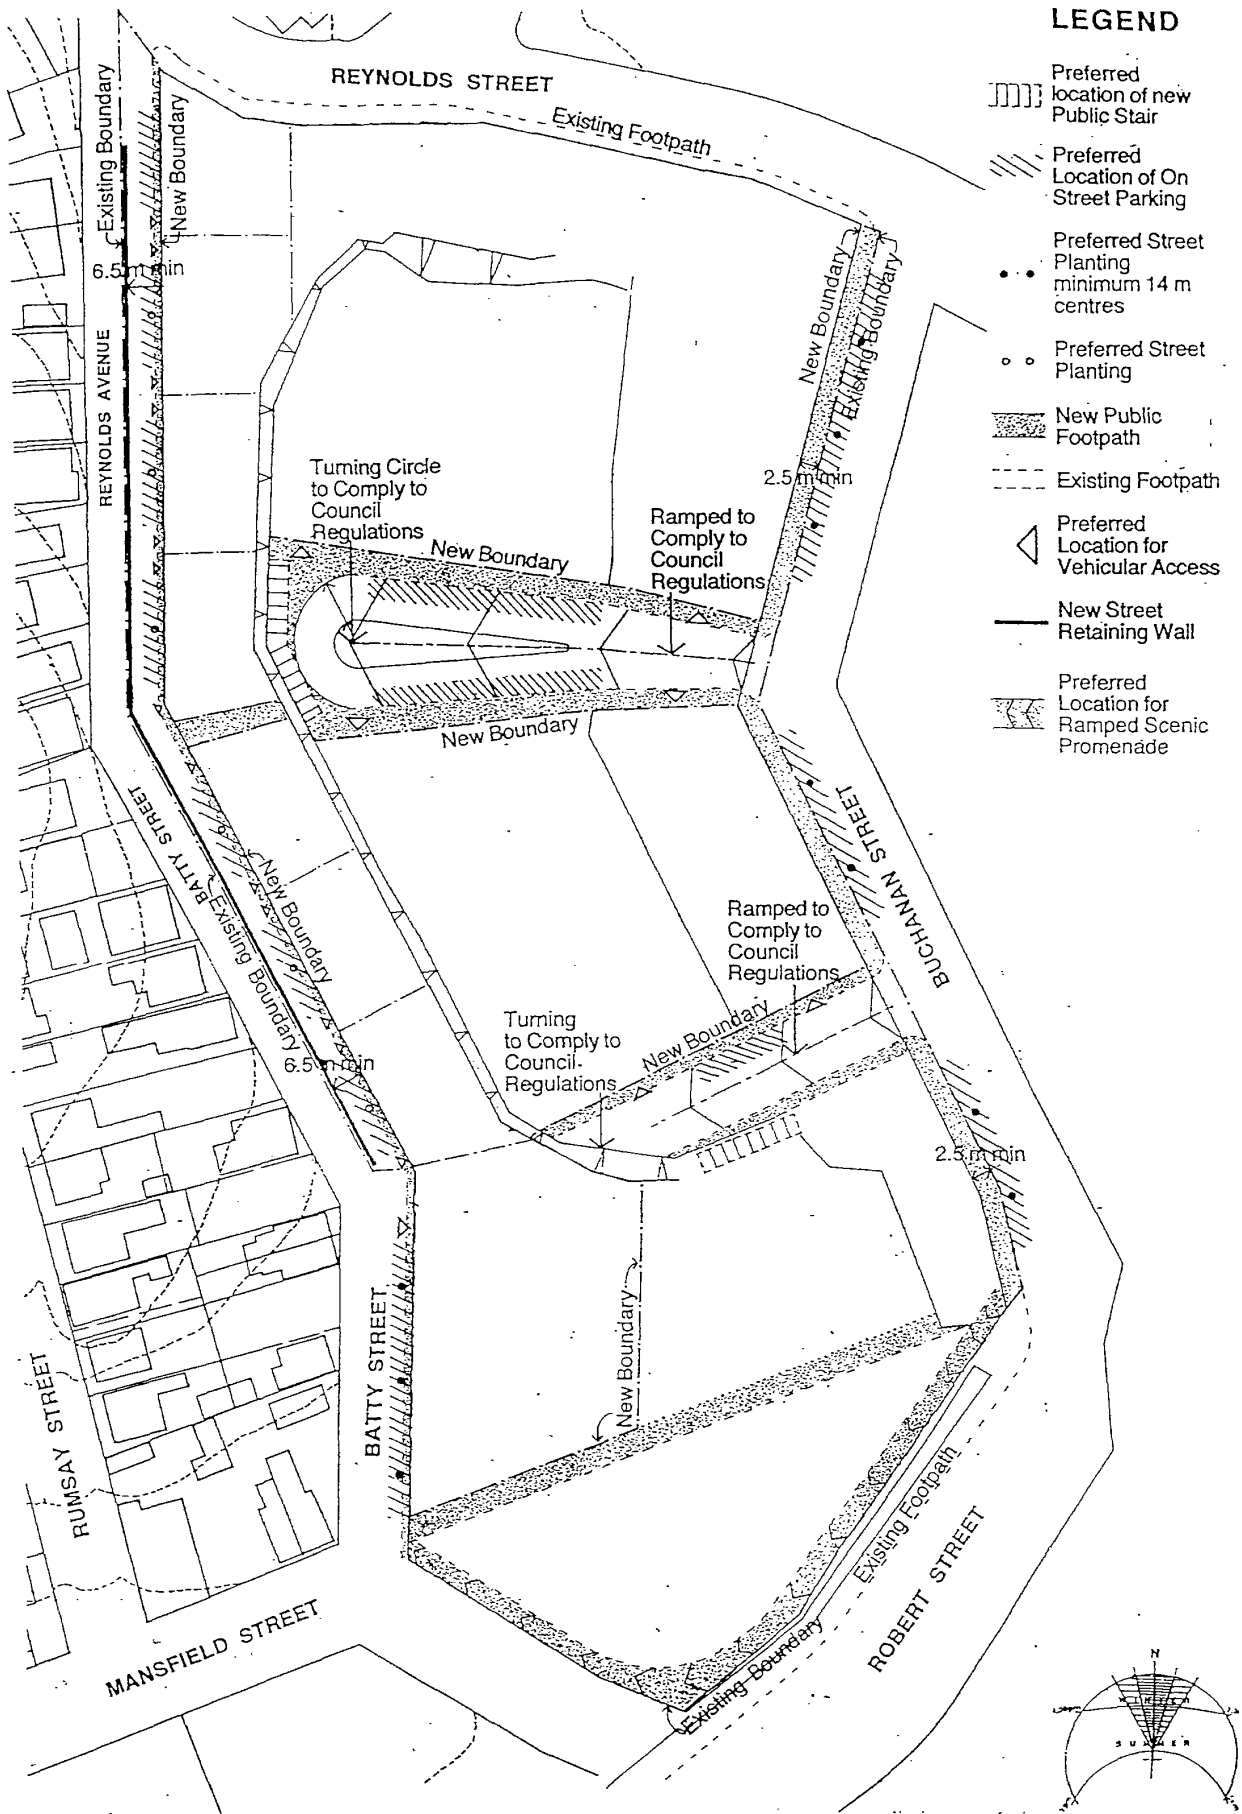 LEGEND
Preferred
location of new
Public Stair
Preferred
Location of On
Street Parking
Preferred Street
Planting
minimum 14 m
centres
Preferred Street
Planting
New Public
Footpath
Existing Footpath
Preferred
Location for
Vehicular Access
New Street
Retaining Wall
Preferred
Location for
Ramped Scenic
Promenade
REYNOLDS STREET
Existing Footpath
Existing Boundary
New Boundary
6.5 m min
REYNOLDS AVENUE
New Boundary
Existing Boundary
2.5 m min
Turning Circle
to Comply to
Council
Regulations
Ramped to
Comply to
Council
Regulations
New Boundary
New Boundary
BATTY STREET
New Boundary
Existing Boundary
6.5 m min
BUCHANAN STREET
Ramped to
Comply to
Council
Regulations
Turning
to Comply to
Council
Regulations
New Boundary
2.5 m min
New Boundary
BATTY STREET
RUMSAY STREET
MANSFIELD STREET
Existing Footpath
ROBERT STREET
Existing Boundary
N
WINTER
SUMMER